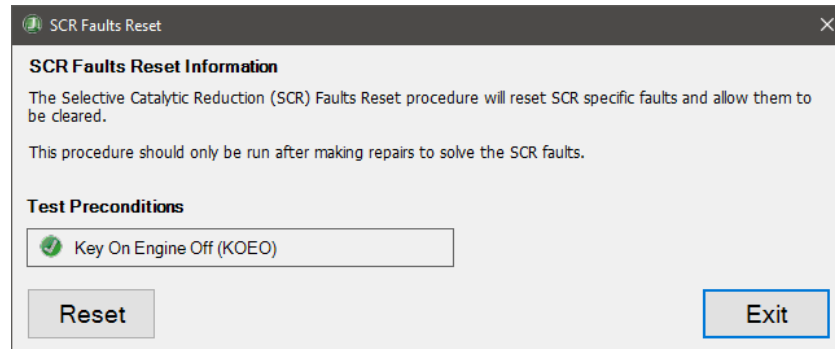 SCR Faults Reset
SCR Faults Reset Information
The Selective Catalytic Reduction (SCR) Faults Reset procedure will reset SCR specific faults and allow them to
be cleared.
This procedure should only be run after making repairs to solve the SCR faults.
Test Preconditions
Key On Engine Off (KOEO)
Reset
Exit